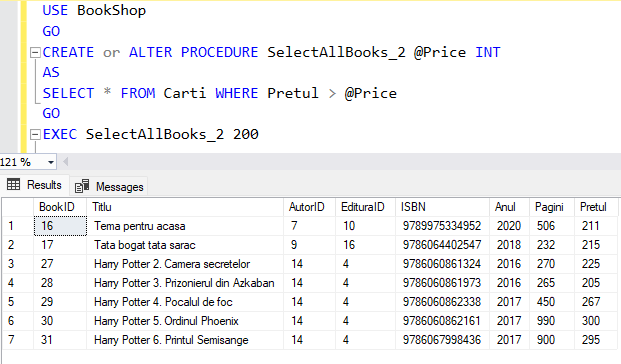 USE BookShop
GO
CREATE or ALTER PROCEDURE SelectAllBooks_2 @Price INT
AS
SELECT * FROM Carti WHERE Pretul > @Price
GO
EXEC SelectAllBooks_2 200
121 %
Results Messages
BookID Titlu AutorID EdituraID ISBN Anul Pagini Pretul
1 16 Tema pentru acasa 7 10 9789975334952 2020 506 211
2 17 Tata bogat tata sarac 9 16 9786064402547 2018 232 215
3 27 Harry Potter 2. Camera secretelor 14 4 9786060861324 2016 270 225
4 28 Harry Potter 3. Prizonierul din Azkaban 14 4 9786060861973 2016 265 205
5 29 Harry Potter 4. Pocalul de foc 14 4 9786060862338 2017 450 267
6 30 Harry Potter 5. Ordinul Phoenix 14 4 9786060862161 2017 990 300
7 31 Harry Potter 6. Printul Semisange 14 4 9786067998436 2017 900 295